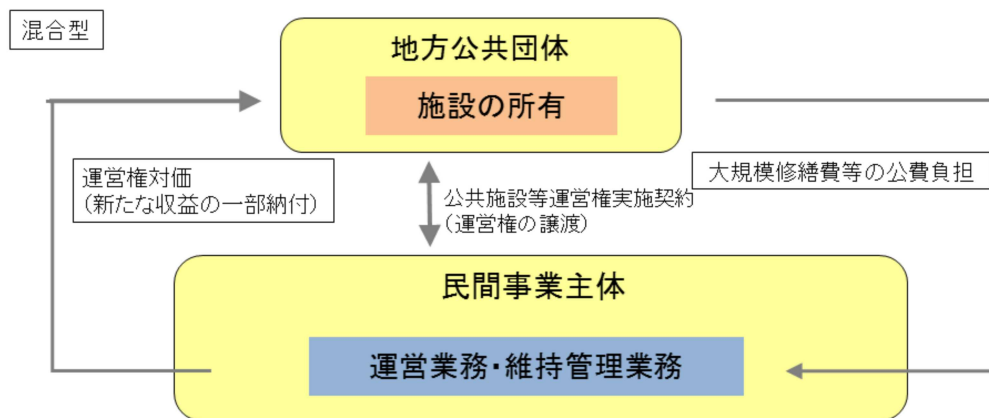 混合型
地方公共団体
施設の所有
運営権対価
(新たな収益の一部納付)
大規模修繕費等の公費負担
公共施設等運営権実施契約
(運営権の譲渡)
民間事業主体
運営業務・維持管理業務